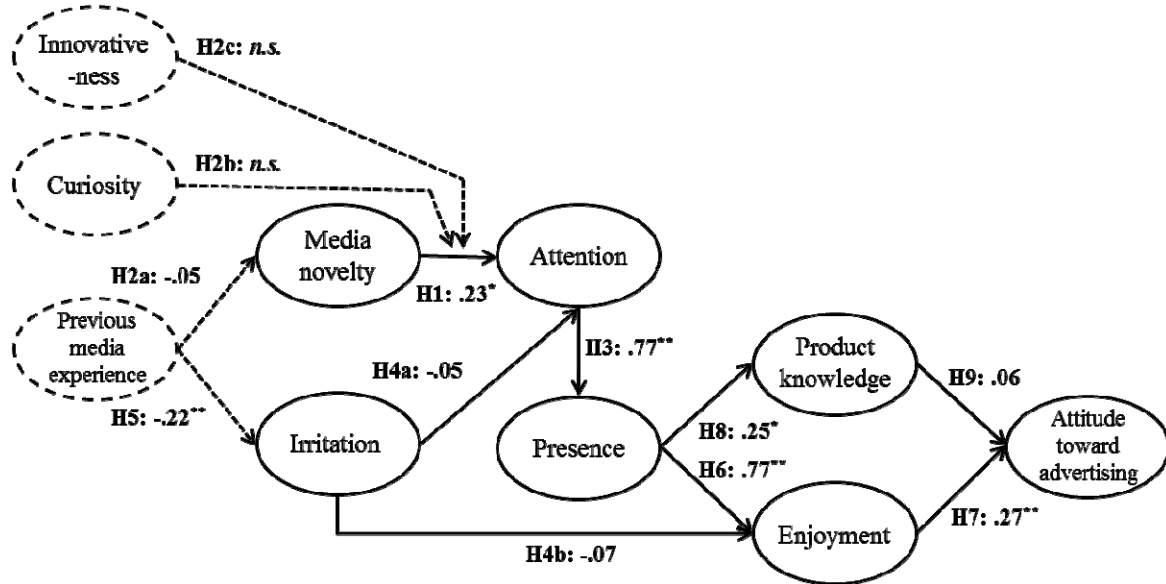 Innovative
-ness
H2c: n.s.
Curiosity
H2b: n.s.
Media
novelty
Attention
H2a: -.05
H1: .23*
Previous
media
experience
H5: -.22**
H4a: -.05
H3: .77**
Irritation
Presence
Product
knowledge
H9: .06
H8: .25*
H6: .77**
Attitude
toward
advertising
Enjoyment
H7: .27**
H4b: -.07